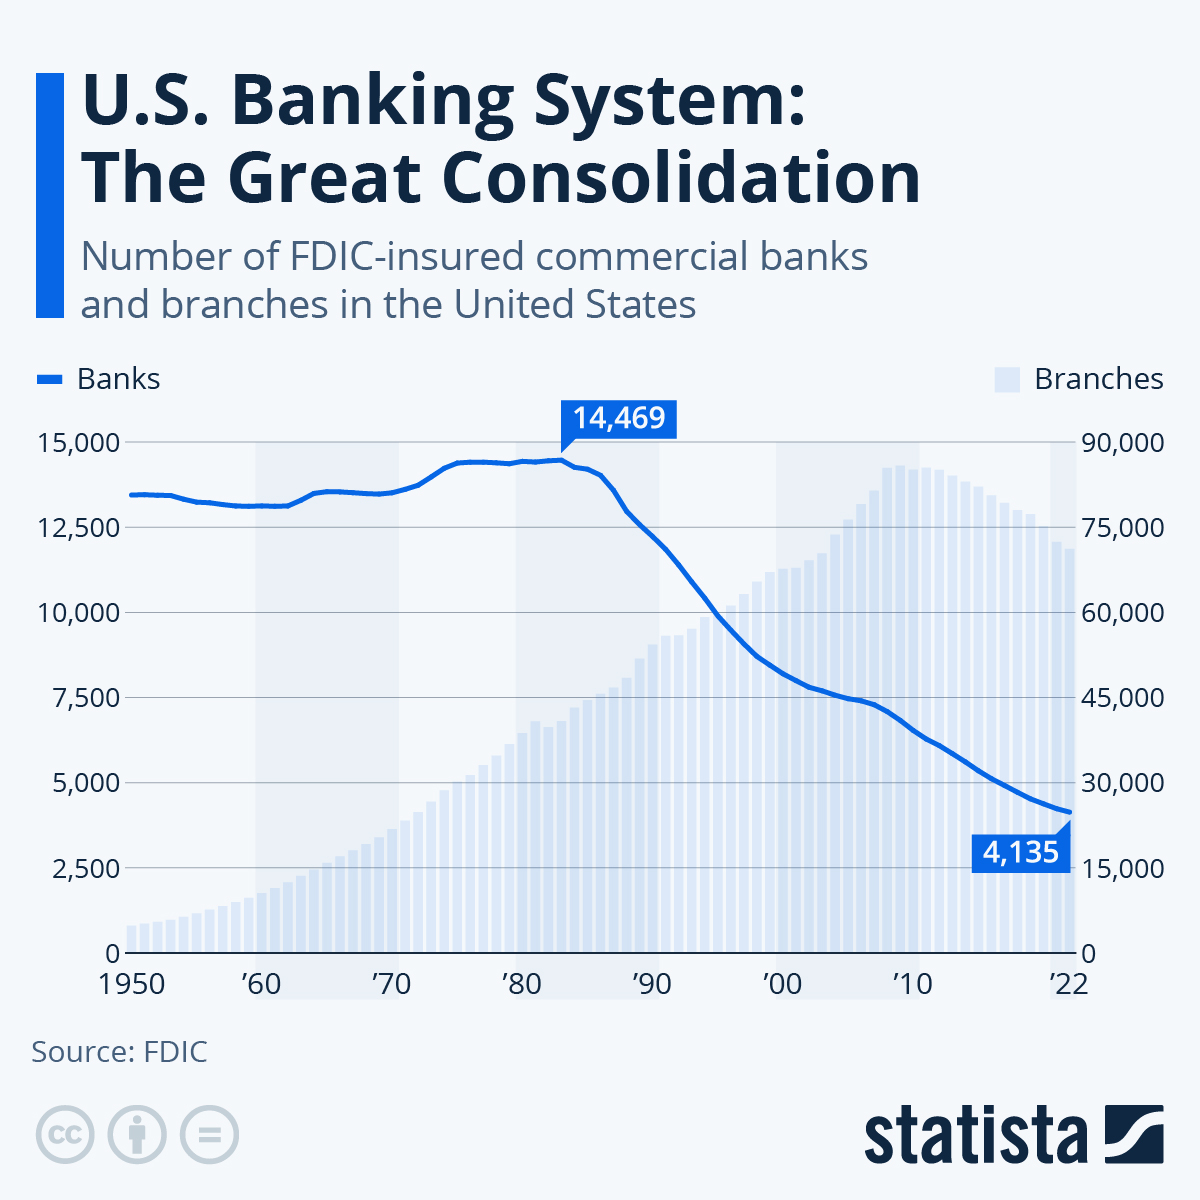 U.S. Banking System:
The Great Consolidation
Number of FDIC-insured commercial banks
and branches in the United States
Banks
Branches
14,469
15,000
90,000
12,500
75,000
10,000
60,000
7,500
45,000
5,000
30,000
4,135
2,500
15,000
0
0
1950 ’60 ’70 ’80 ’90 ’00 ’10 ’22
Source: FDIC
cc
statista